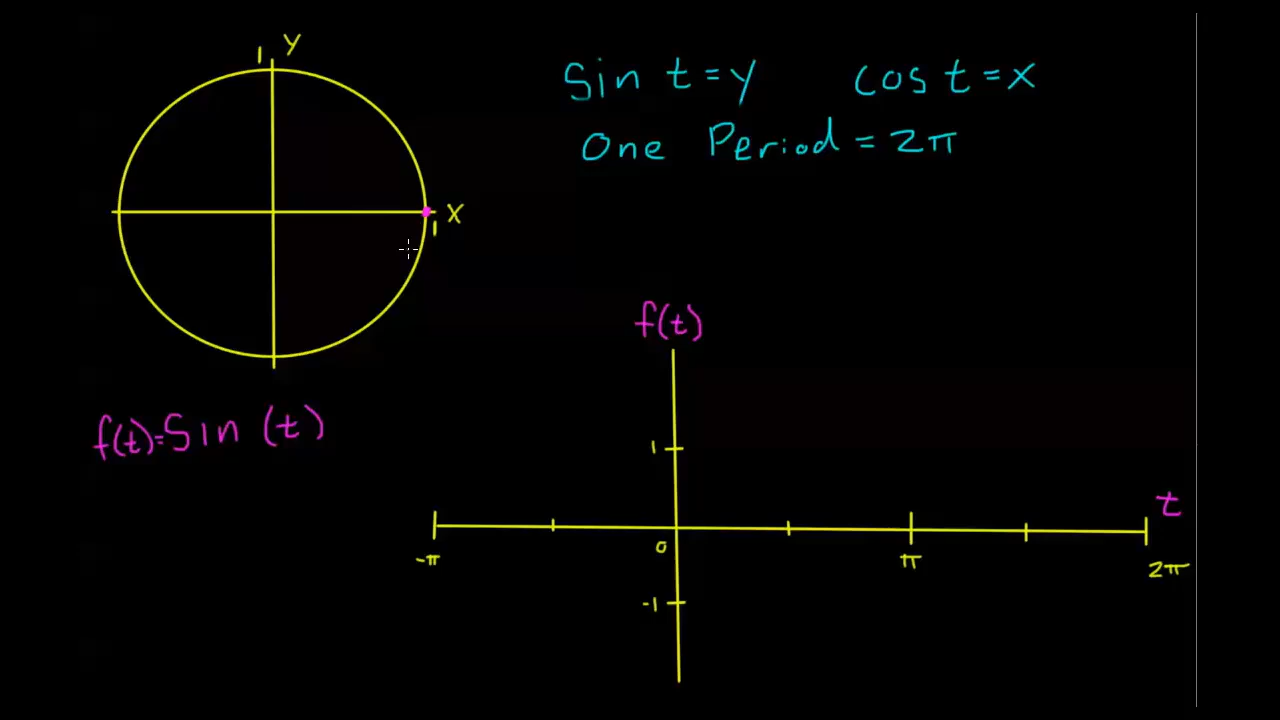 1 y
sin t = y cos t = x
One Period = 2π
x
1
f(t)
f(t)=Sin (t)
1
t
0
-π π 2π
-1